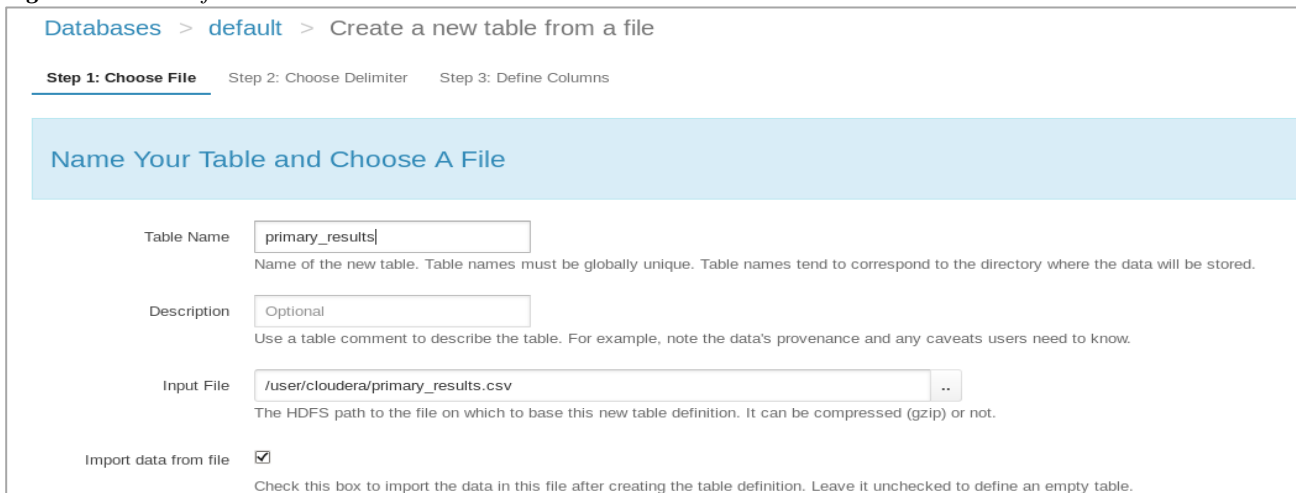 Databases > default > Create a new table from a file
Step 1: Choose File Step 2: Choose Delimiter Step 3: Define Columns
Name Your Table and Choose A File
Table Name primary_results
Name of the new table. Table names must be globally unique. Table names tend to correspond to the directory where the data will be stored.
Description Optional
Use a table comment to describe the table. For example, note the data's provenance and any caveats users need to know.
Input File /user/cloudera/primary_results.csv ..
The HDFS path to the file on which to base this new table definition. It can be compressed (gzip) or not.
Import data from file
Check this box to import the data in this file after creating the table definition. Leave it unchecked to define an empty table.